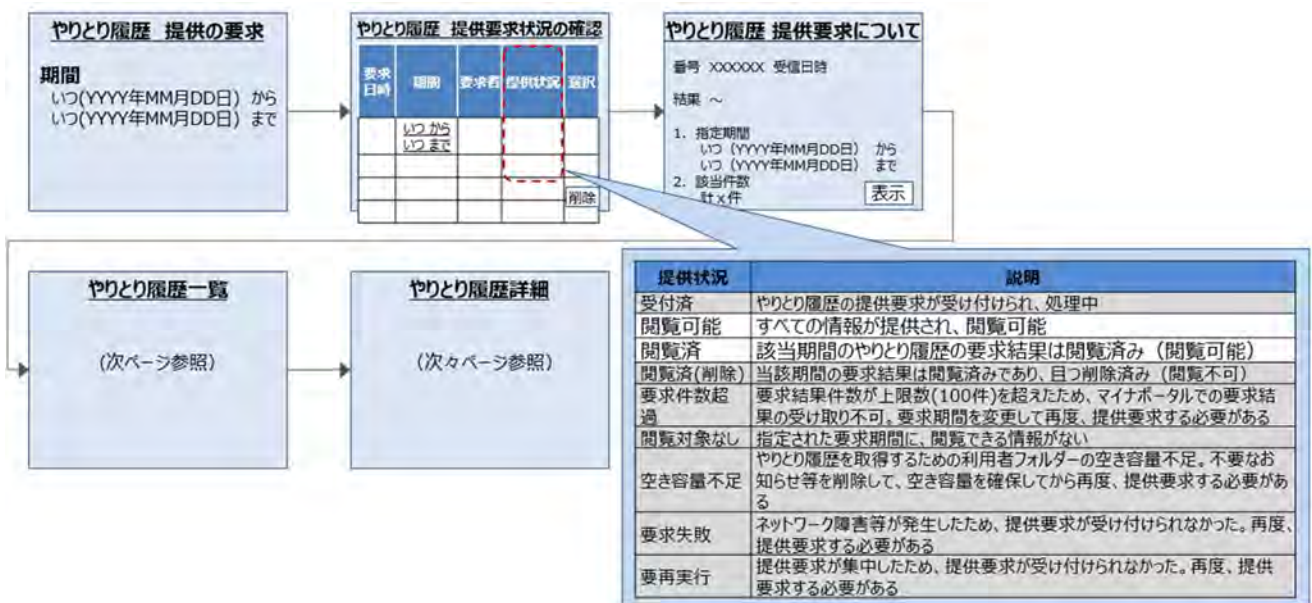 やりとり履歴 提供の要求
期間
いつ(YYYY年MM月DD日) から
いつ(YYYY年MM月DD日) まで
やりとり履歴 提供要求状況の確認
要求
日時
期間
要求者
提供状況
選択
いつ から
いつ まで
削除
やりとり履歴 提供要求について
番号 XXXXXX 受信日時
結果 ～
1. 指定期間
いつ (YYYY年MM月DD日) から
いつ (YYYY年MM月DD日) まで
2. 該当件数
計x件
表示
やりとり履歴一覧
(次ページ参照)
やりとり履歴詳細
(次々ページ参照)
提供状況 説明
受付済 やりとり履歴の提供要求が受け付けられ、処理中
閲覧可能 すべての情報が提供され、閲覧可能
閲覧済 該当期間のやりとり履歴の要求結果は閲覧済み（閲覧可能）
閲覧済(削除) 当該期間の要求結果は閲覧済みであり、且つ削除済み（閲覧不可）
要求件数超
過
要求結果件数が上限数(100件)を超えたため、マイナポータルでの要求結
果の受け取り不可。要求期間を変更して再度、提供要求する必要がある
閲覧対象なし 指定された要求期間に、閲覧できる情報がない
空き容量不足
やりとり履歴を取得するための利用者フォルダーの空き容量不足。不要なお
知らせ等を削除して、空き容量を確保してから再度、提供要求する必要があ
る
要求失敗
ネットワーク障害等が発生したため、提供要求が受け付けられなかった。再度、
提供要求する必要がある
要再実行
提供要求が集中したため、提供要求が受け付けられなかった。再度、提供
要求する必要がある